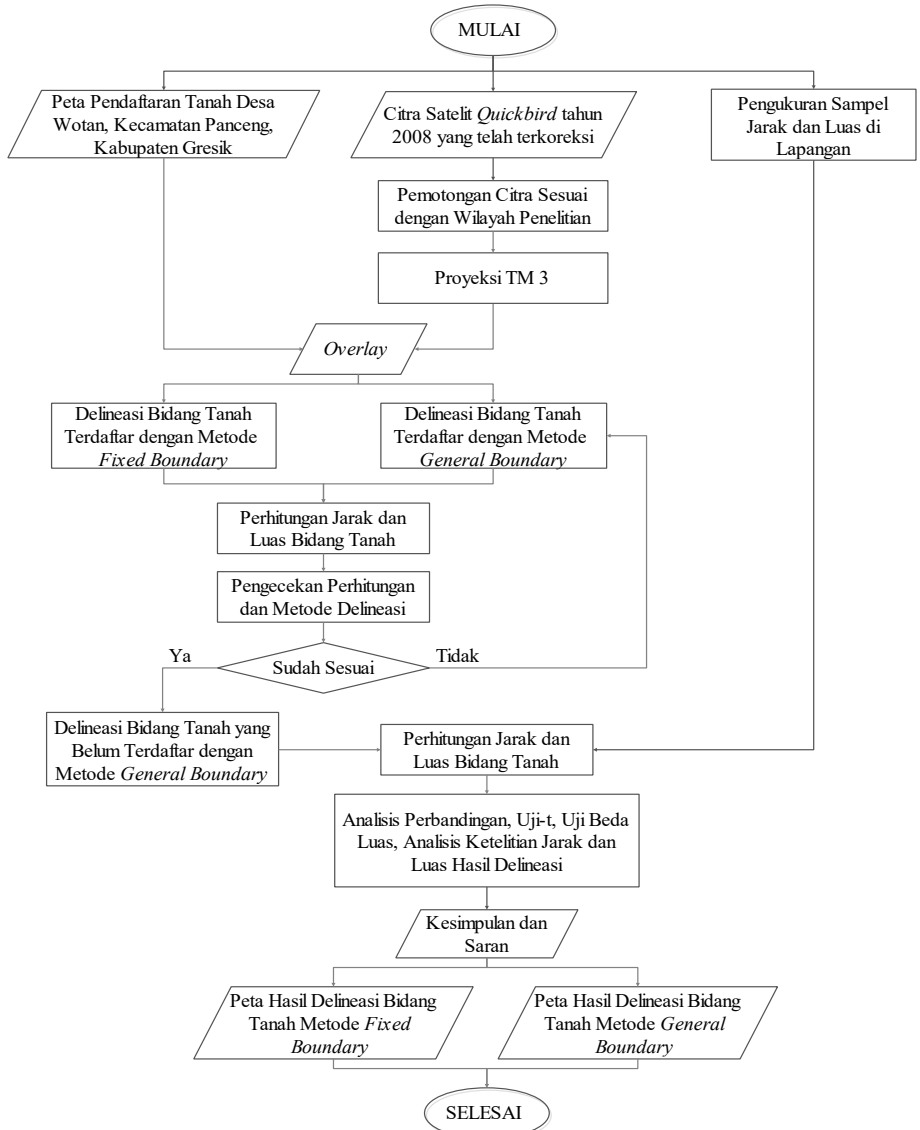 MULAI
Peta Pendaftaran Tanah Desa
Wotan, Kecamatan Panceng,
Kabupaten Gresik
Citra Satelit Quickbird tahun
2008 yang telah terkoreksi
Pengukuran Sampel
Jarak dan Luas di
Lapangan
Pemotongan Citra Sesuai
dengan Wilayah Penelitian
Proyeksi TM 3
Overlay
Delineasi Bidang Tanah
Terdaftar dengan Metode
Fixed Boundary
Delineasi Bidang Tanah
Terdaftar dengan Metode
General Boundary
Perhitungan Jarak dan
Luas Bidang Tanah
Pengecekan Perhitungan
dan Metode Delineasi
Ya
Sudah Sesuai
Tidak
Delineasi Bidang Tanah yang
Belum Terdaftar dengan
Metode General Boundary
Perhitungan Jarak dan
Luas Bidang Tanah
Analisis Perbandingan, Uji-t, Uji Beda
Luas, Analisis Ketelitian Jarak dan
Luas Hasil Delineasi
Kesimpulan dan
Saran
Peta Hasil Delineasi Bidang
Tanah Metode Fixed
Boundary
Peta Hasil Delineasi Bidang
Tanah Metode General
Boundary
SELESAI